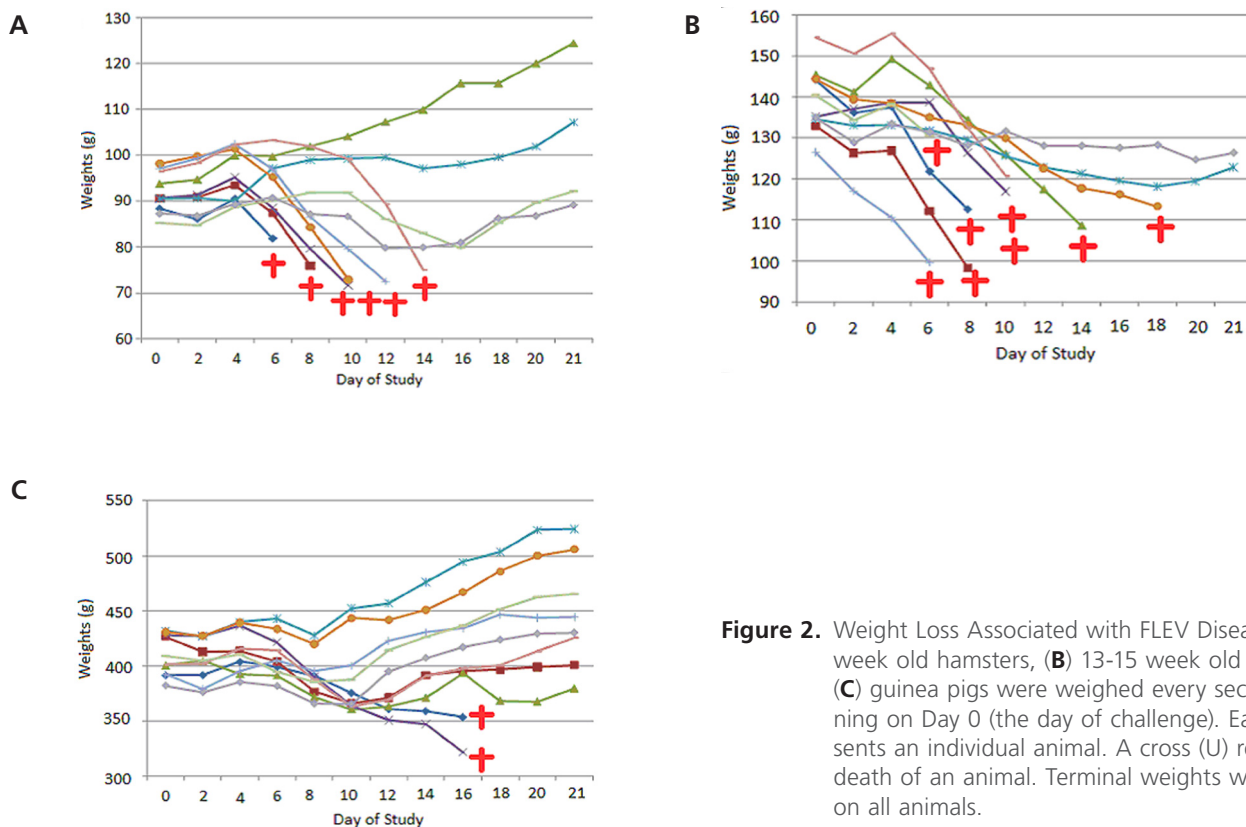 A
Weights (g)
130
120
110
100
90
80
70
60
0 2 4 6 8 10 12 14 16 18 20 21
Day of Study
B
Weights (g)
160
150
140
130
120
110
100
90
0 2 4 6 8 10 12 14 16 18 20 21
Day of Study
C
Weights (g)
550
500
450
400
350
300
0 2 4 6 8 10 12 14 16 18 20 21
Day of Study
Figure 2. Weight Loss Associated with FLEV Disea
week old hamsters, (B) 13-15 week old
(C) guinea pigs were weighed every sec
ning on Day 0 (the day of challenge). Ea
sents an individual animal. A cross (U) re
death of an animal. Terminal weights w
on all animals.